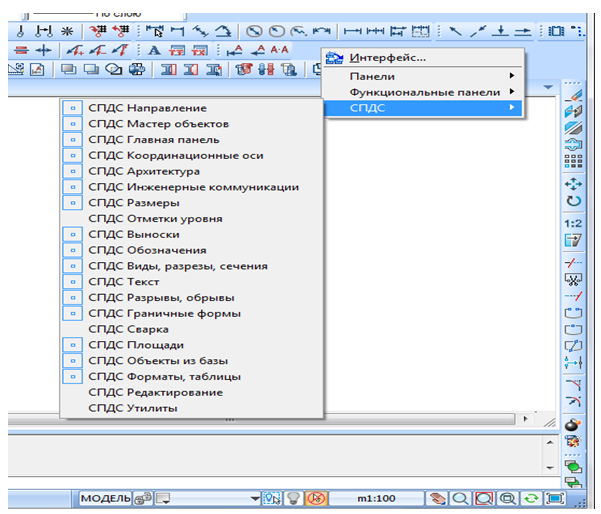 По слою
Интерфейс...
Панели
Функциональные панели
СПДС
СПДС Направление
СПДС Мастер объектов
СПДС Главная панель
СПДС Координационные оси
СПДС Архитектура
СПДС Инженерные коммуникации
СПДС Размеры
СПДС Отметки уровня
СПДС Выноски
СПДС Обозначения
СПДС Виды, разрезы, сечения
СПДС Текст
СПДС Разрывы, обрывы
СПДС Граничные формы
СПДС Сварка
СПДС Площади
СПДС Объекты из базы
СПДС Форматы, таблицы
СПДС Редактирование
СПДС Утилиты
1:2
МОДЕЛЬ
m1:100